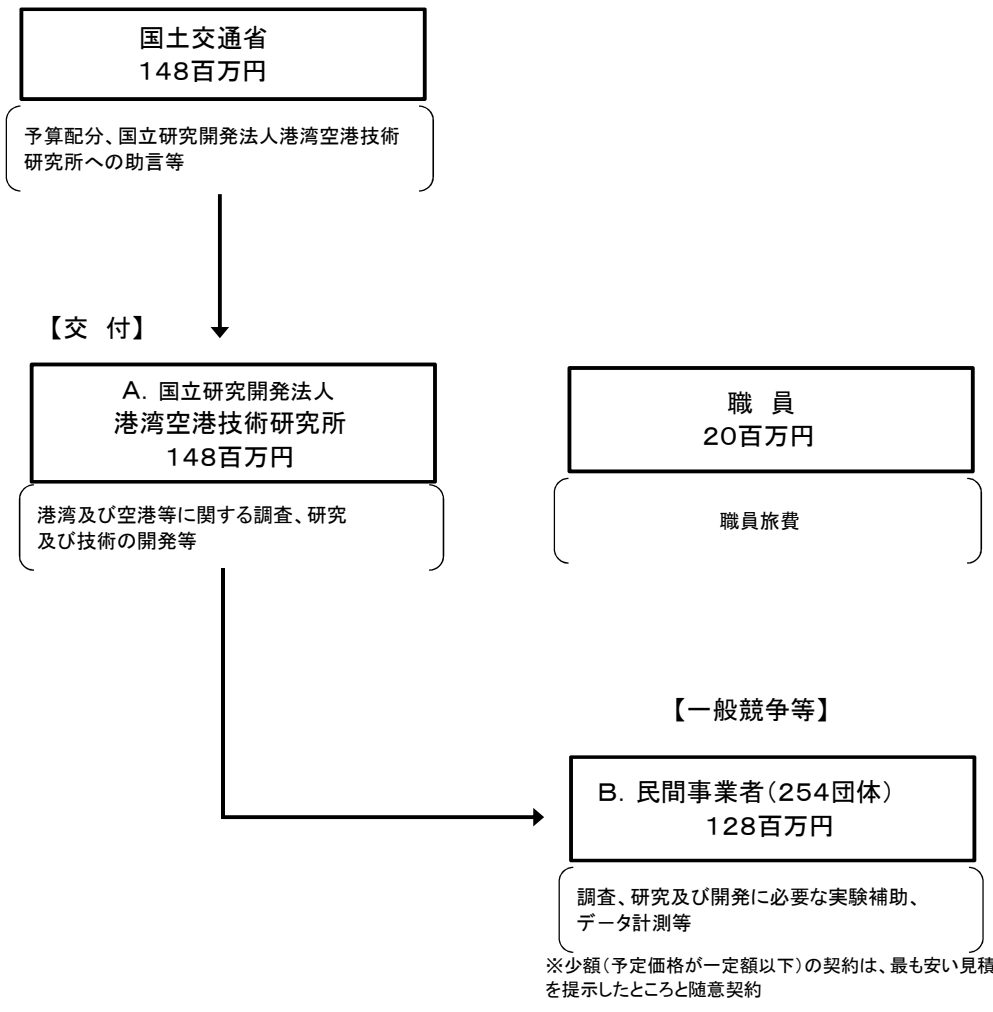 国土交通省
148百万円
予算配分、国立研究開発法人港湾空港技術
研究所への助言等
【交　付】
A．国立研究開発法人
港湾空港技術研究所
148百万円
港湾及び空港等に関する調査、研究
及び技術の開発等
職　員
20百万円
職員旅費
【一般競争等】
B．民間事業者（254団体）
128百万円
調査、研究及び開発に必要な実験補助、
データ計測等
※少額（予定価格が一定額以下）の契約は、最も安い見積
を提示したところと随意契約